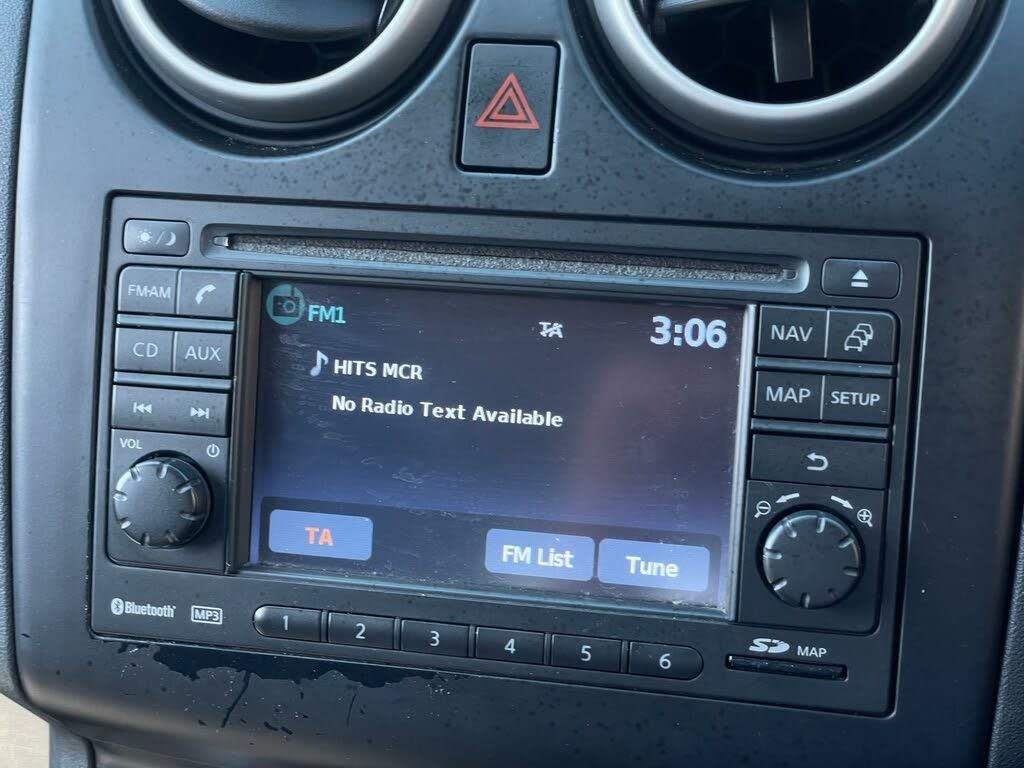 FM·AM
CD
AUX
VOL
FM1
TA
3:06
HITS MCR
No Radio Text Available
TA
FM List
Tune
NAV
MAP
SETUP
Bluetooth
MP3
1
2
3
4
5
6
SD
MAP